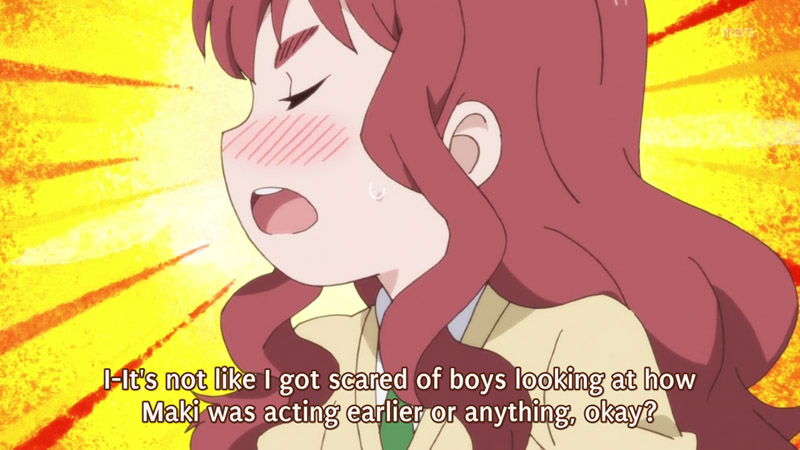 I-It's not like I got scared of boys looking at how
Maki was acting earlier or anything, okay?